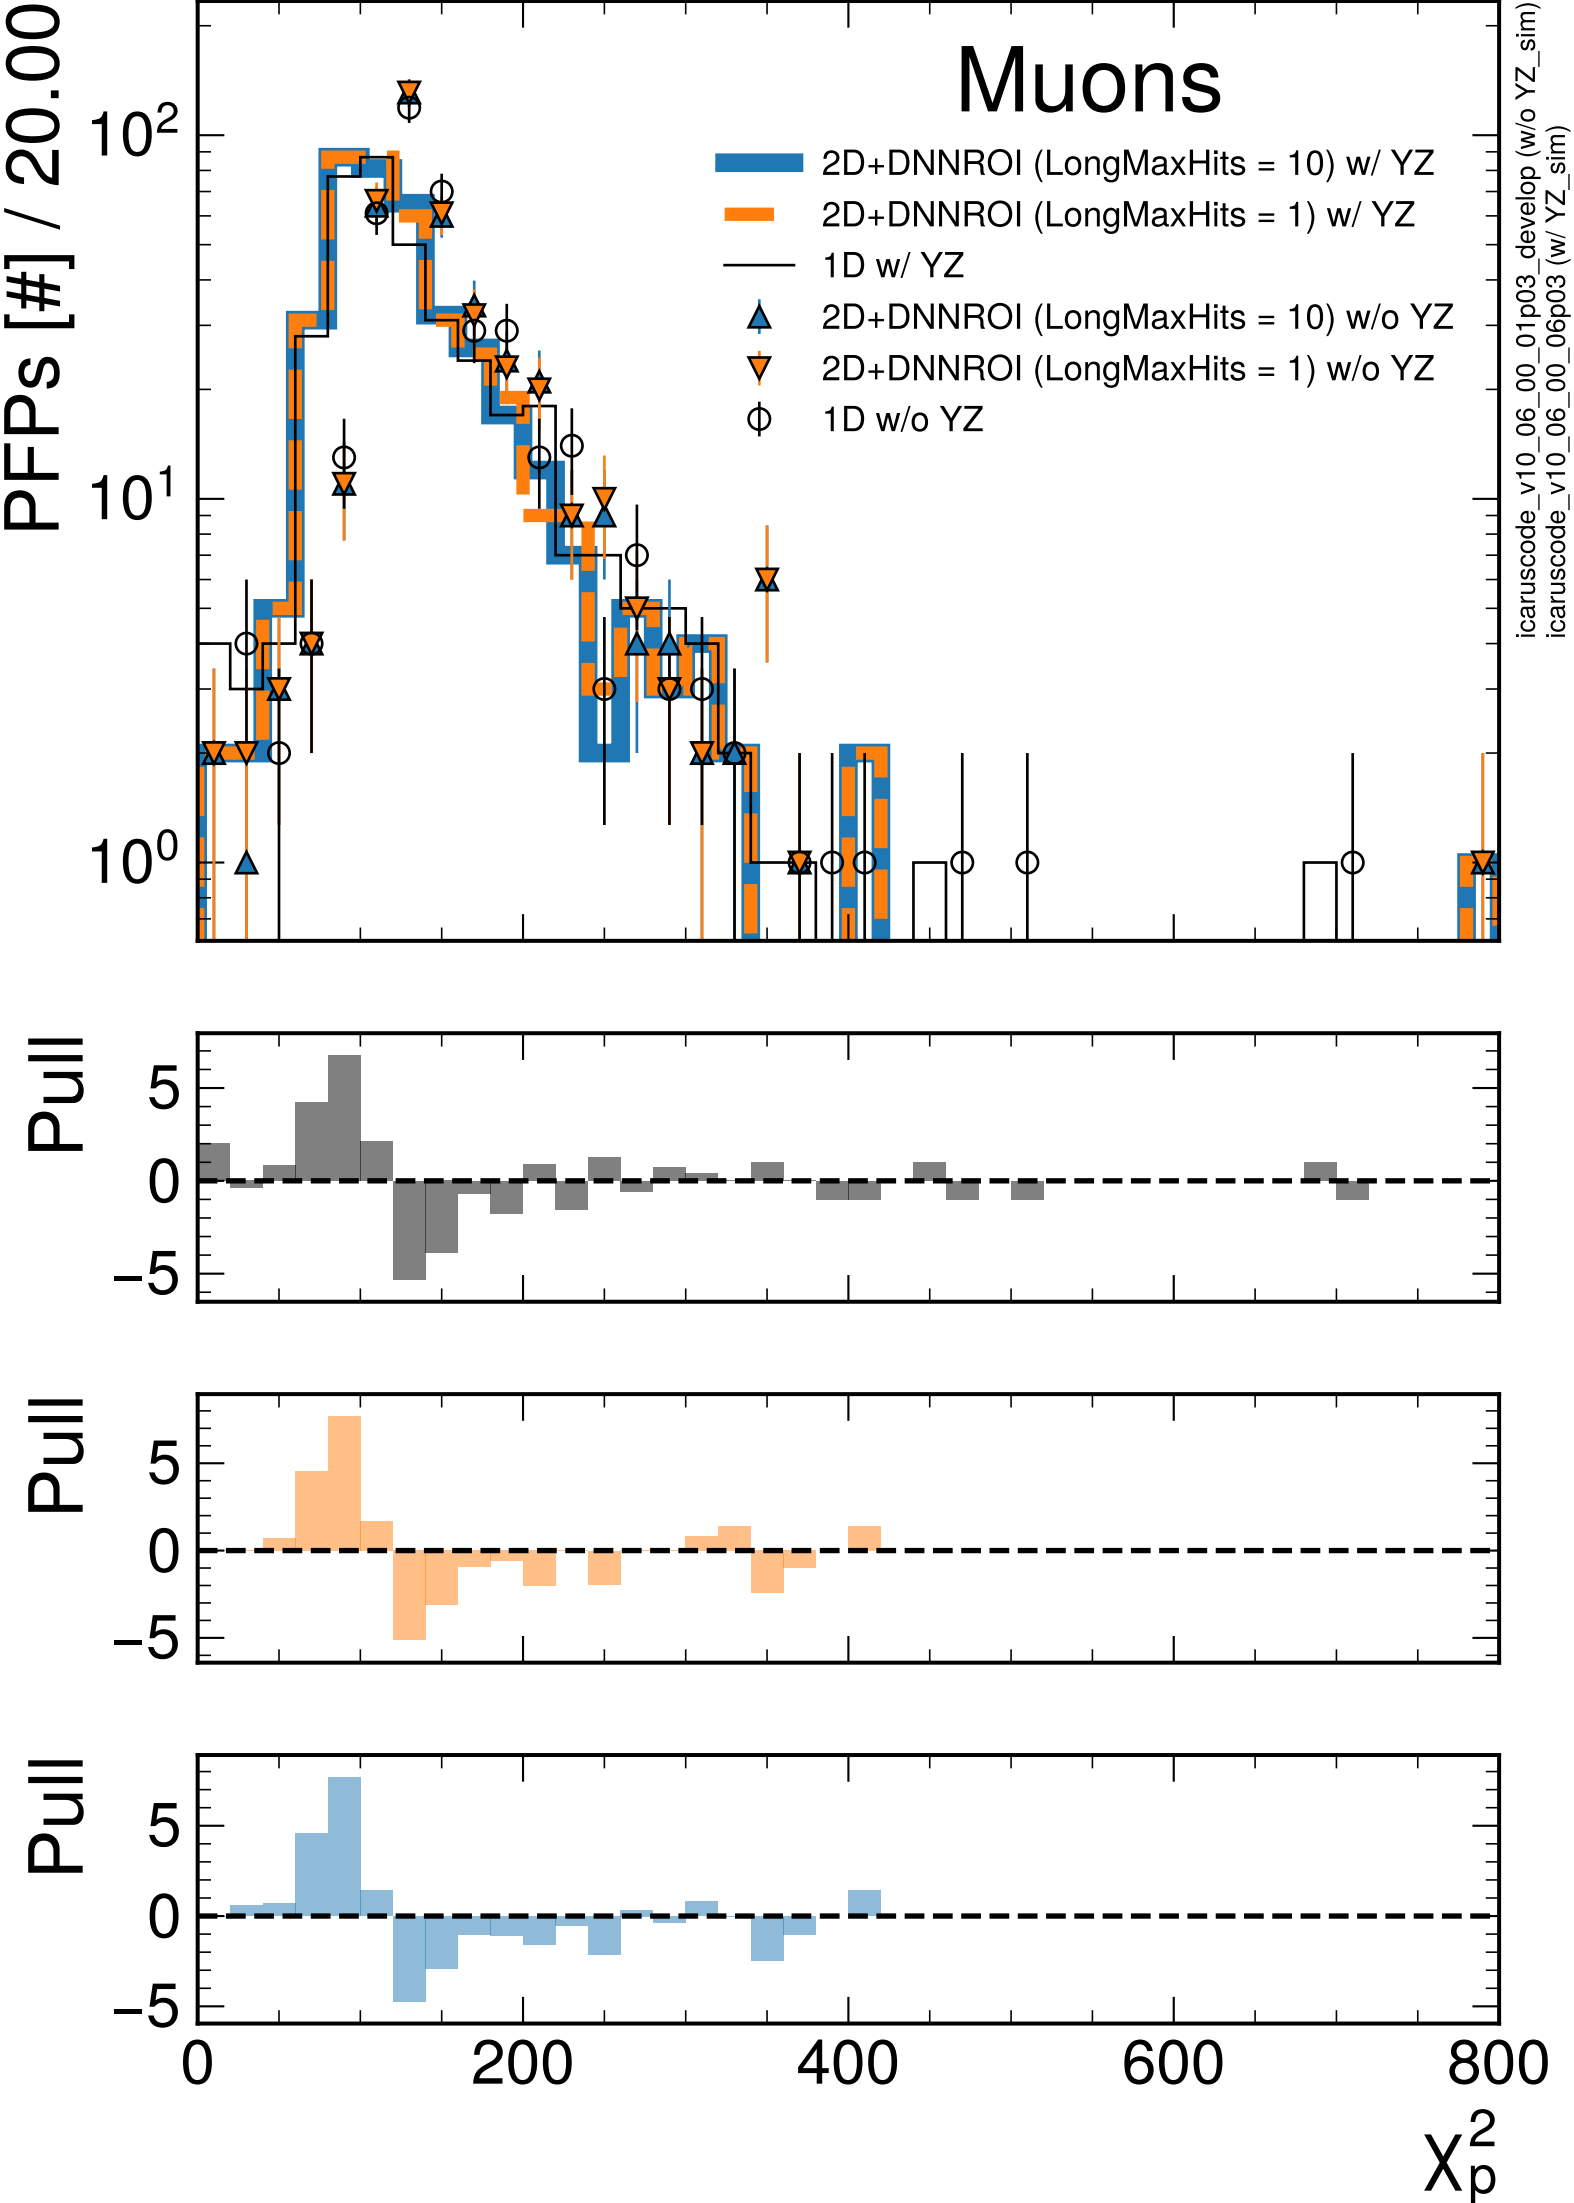 PFPs [#] / 20.00
10²
10¹
10⁰
Muons
2D+DNNROI (LongMaxHits = 10) w/ YZ
2D+DNNROI (LongMaxHits = 1) w/ YZ
1D w/ YZ
2D+DNNROI (LongMaxHits = 10) w/o YZ
2D+DNNROI (LongMaxHits = 1) w/o YZ
1D w/o YZ
icaruscode_v10_06_00_01p03_develop (w/o YZ_sim)
icaruscode_v10_06_00_06p03 (w/ YZ_sim)
Pull
5
0
−5
Pull
5
0
−5
Pull
5
0
−5
0 200 400 600 800
χ²ₚ